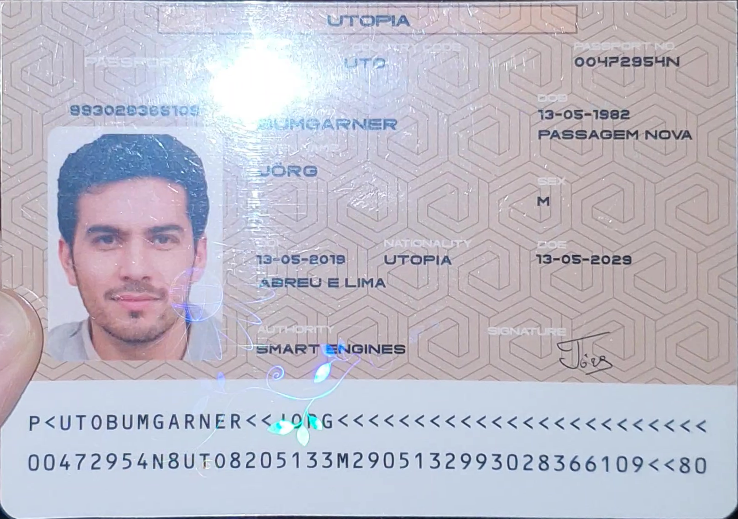 UTOPIA
PASSPORT COUNTRY CODE PASSPORT NO.
UTO 004P2954N
993028366109
DOB
BUMGARNER 13-05-1982
PASSAGEM NOVA
JÖRG
SEX
M
DOI NATIONALITY DOE
13-05-2019 UTOPIA 13-05-2029
ABREU E LIMA
AUTHORITY SIGNATURE
SMART ENGINES Jörg
P<UTOBUMGARNER<<JORG<<<<<<<<<<<<<<<<<<<<<<<<
00472954N8UTO8205133M2905132993028366109<<80